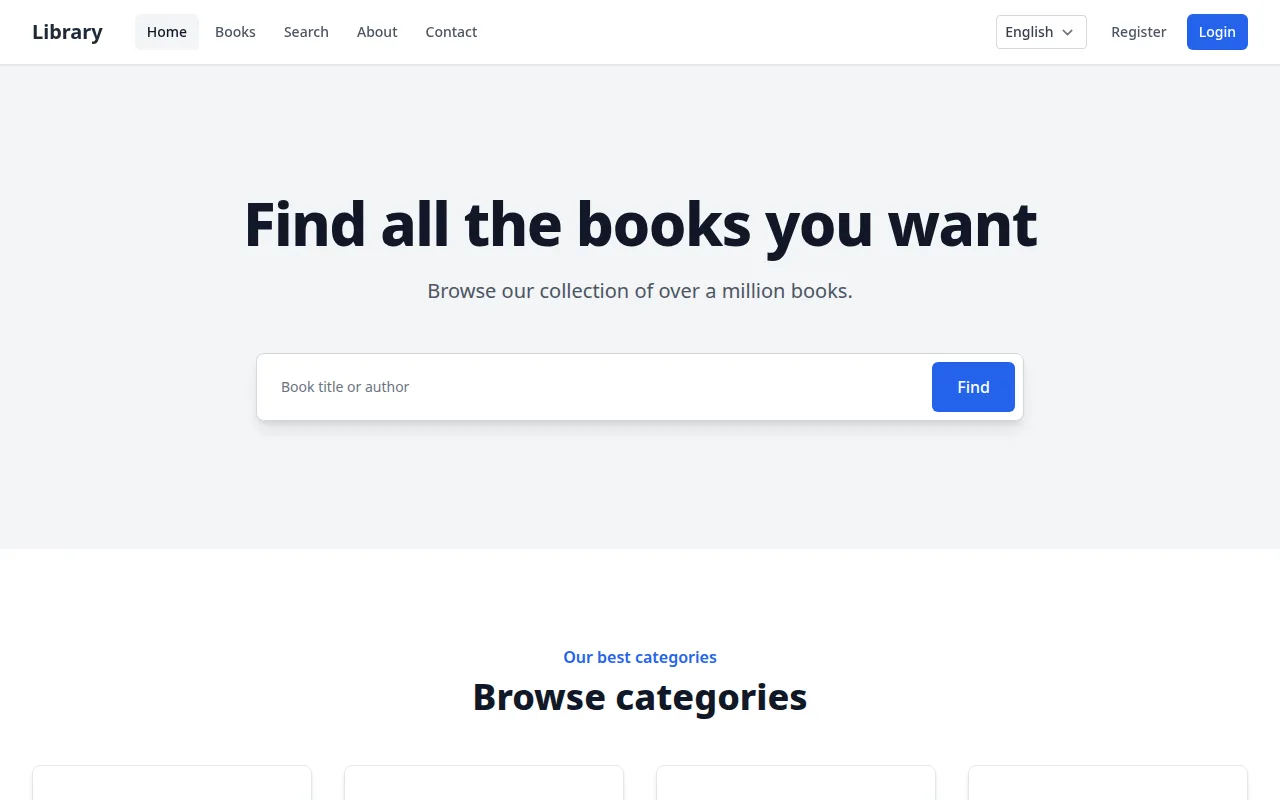 Library Home Books Search About Contact English Register Login
Find all the books you want
Browse our collection of over a million books.
Book title or author Find
Our best categories
Browse categories